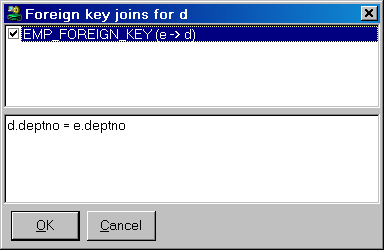 Foreign key joins for d
EMP_FOREIGN_KEY (e -> d)
d.deptno = e.deptno
OK
Cancel